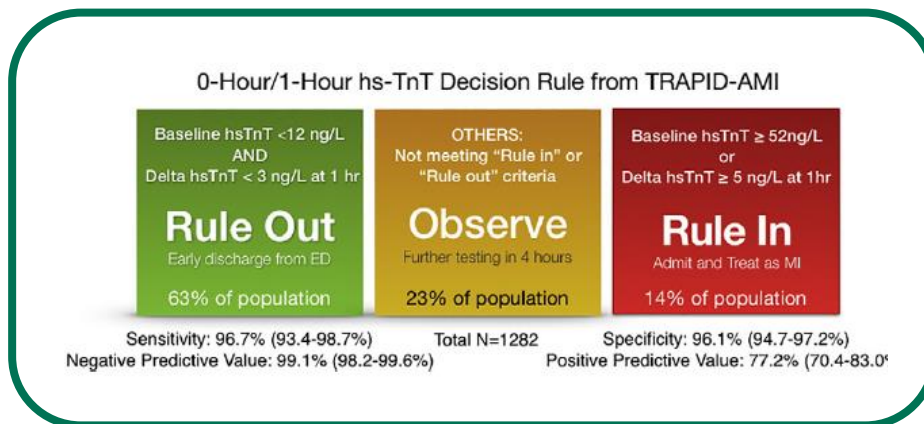 0-Hour/1-Hour hs-TnT Decision Rule from TRAPID-AMI
Baseline hsTnT <12 ng/L
AND
Delta hsTnT < 3 ng/L at 1 hr
Rule Out
Early discharge from ED
63% of population
OTHERS:
Not meeting “Rule in” or
“Rule out” criteria
Observe
Further testing in 4 hours
23% of population
Baseline hsTnT ≥ 52ng/L
or
Delta hsTnT ≥ 5 ng/L at 1hr
Rule In
Admit and Treat as MI
14% of population
Sensitivity: 96.7% (93.4-98.7%)
Negative Predictive Value: 99.1% (98.2-99.6%)
Total N=1282
Specificity: 96.1% (94.7-97.2%)
Positive Predictive Value: 77.2% (70.4-83.0%